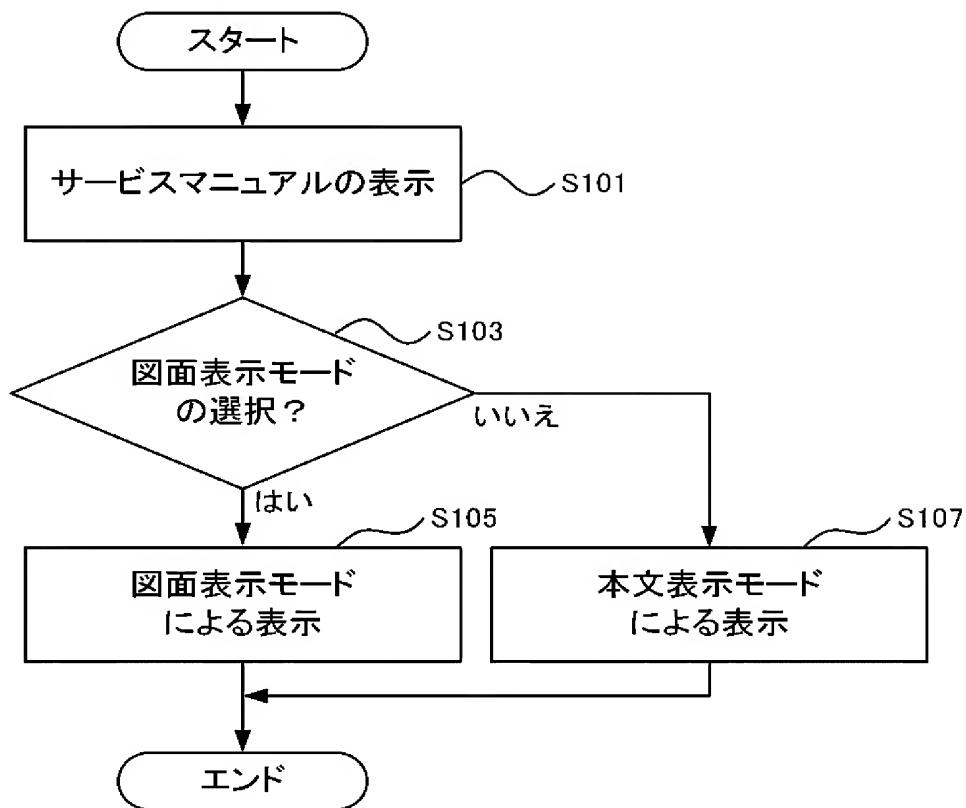 スタート
サービスマニュアルの表示
S101
S103
図面表示モード
の選択？
いいえ
はい
S105
図面表示モード
による表示
S107
本文表示モード
による表示
エンド